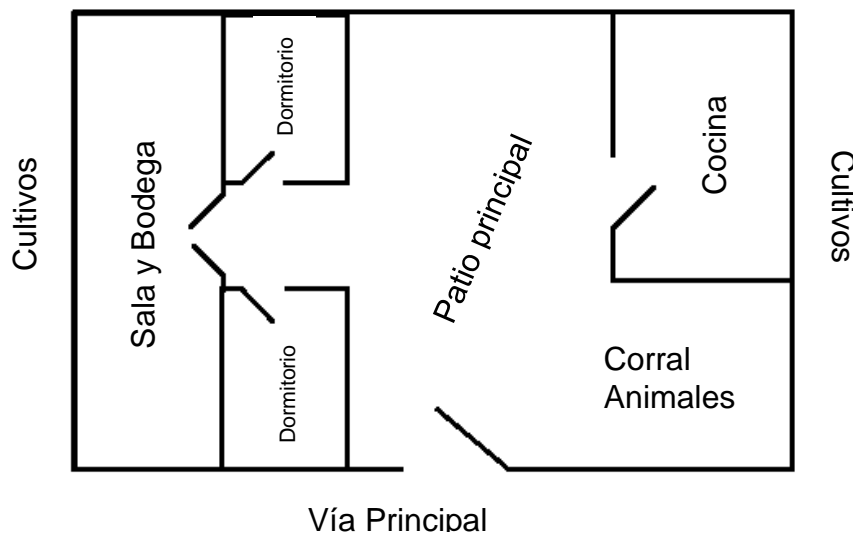 Cultivos
Sala y Bodega
Dormitorio
Dormitorio
Patio principal
Cocina
Corral
Animales
Cultivos
Vía Principal